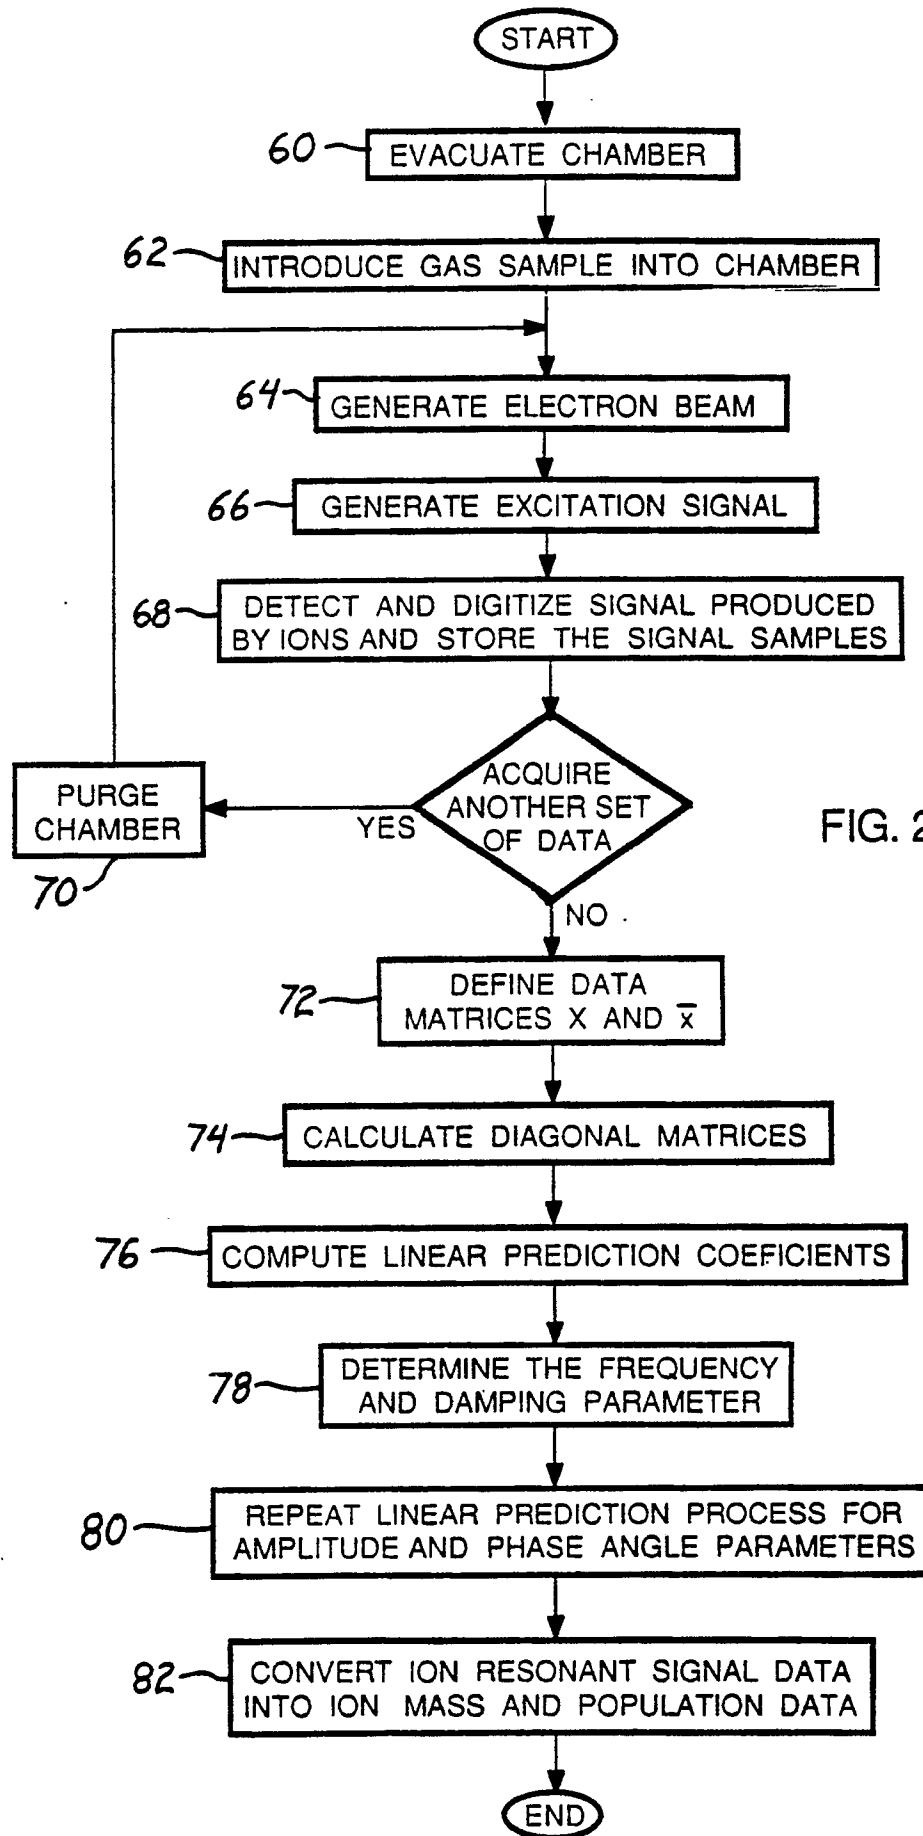 START
60
EVACUATE CHAMBER
62
INTRODUCE GAS SAMPLE INTO CHAMBER
64
GENERATE ELECTRON BEAM
66
GENERATE EXCITATION SIGNAL
68
DETECT AND DIGITIZE SIGNAL PRODUCED
BY IONS AND STORE THE SIGNAL SAMPLES
ACQUIRE
ANOTHER SET
OF DATA
YES
PURGE
CHAMBER
70
FIG. 2
NO
72
DEFINE DATA
MATRICES X AND x̅
74
CALCULATE DIAGONAL MATRICES
76
COMPUTE LINEAR PREDICTION COEFICIENTS
78
DETERMINE THE FREQUENCY
AND DAMPING PARAMETER
80
REPEAT LINEAR PREDICTION PROCESS FOR
AMPLITUDE AND PHASE ANGLE PARAMETERS
82
CONVERT ION RESONANT SIGNAL DATA
INTO ION MASS AND POPULATION DATA
END